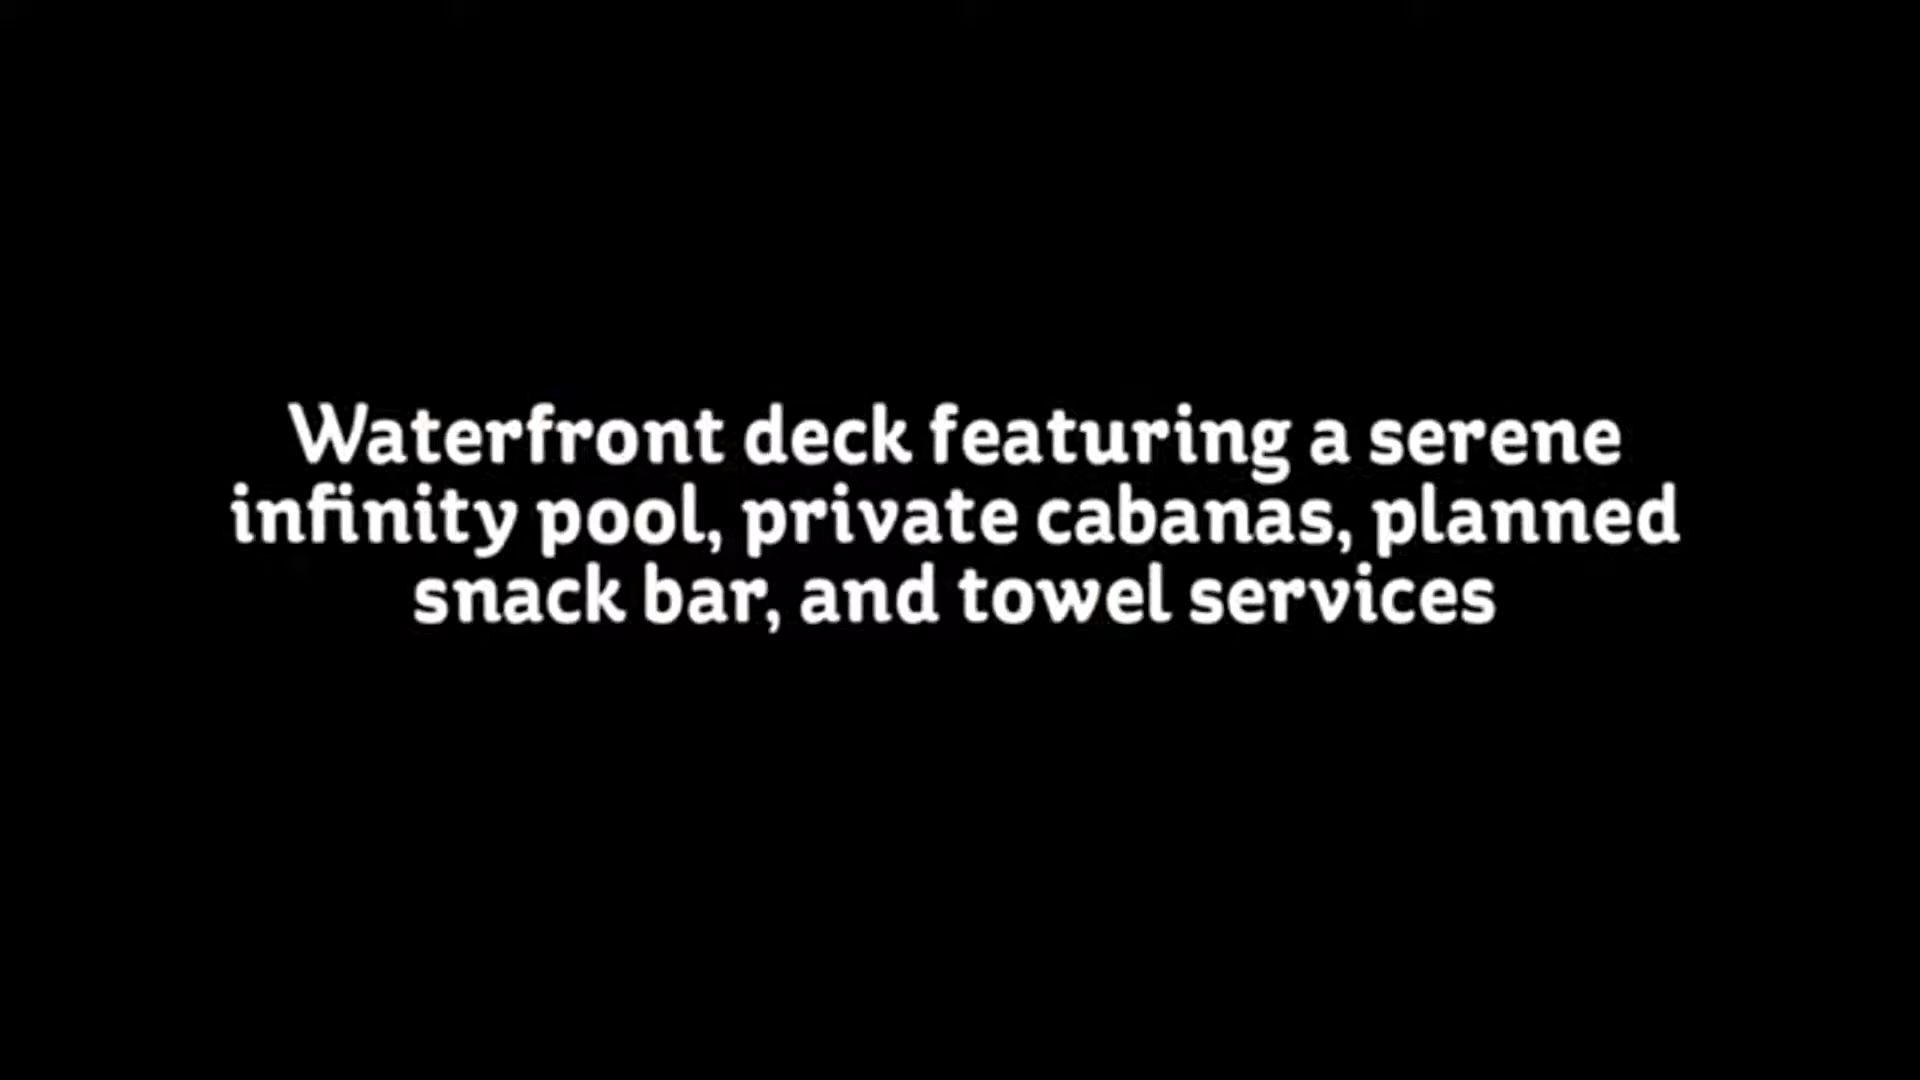 Waterfront deck featuring a serene
infinity pool, private cabanas, planned
snack bar, and towel services